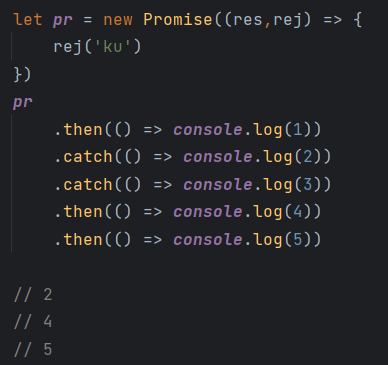 let pr = new Promise((res,rej) => {
    rej('ku')
})
pr
    .then(() => console.log(1))
    .catch(() => console.log(2))
    .catch(() => console.log(3))
    .then(() => console.log(4))
    .then(() => console.log(5))
// 2
// 4
// 5